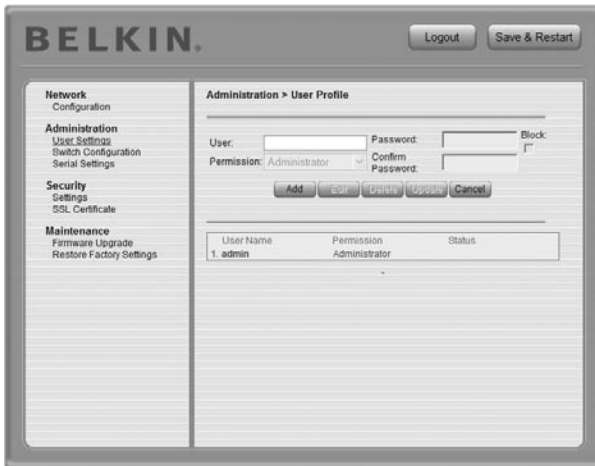 BELKIN.
Logout
Save & Restart
Network
Configuration
Administration
User Settings
Switch Configuration
Serial Settings
Security
Settings
SSL Certificate
Maintenance
Firmware Upgrade
Restore Factory Settings
Administration > User Profile
User:
Password:
Block:
Permission: Administrator
Confirm Password:
Add Edit Delete Update Cancel
User Name Permission Status
1. admin Administrator